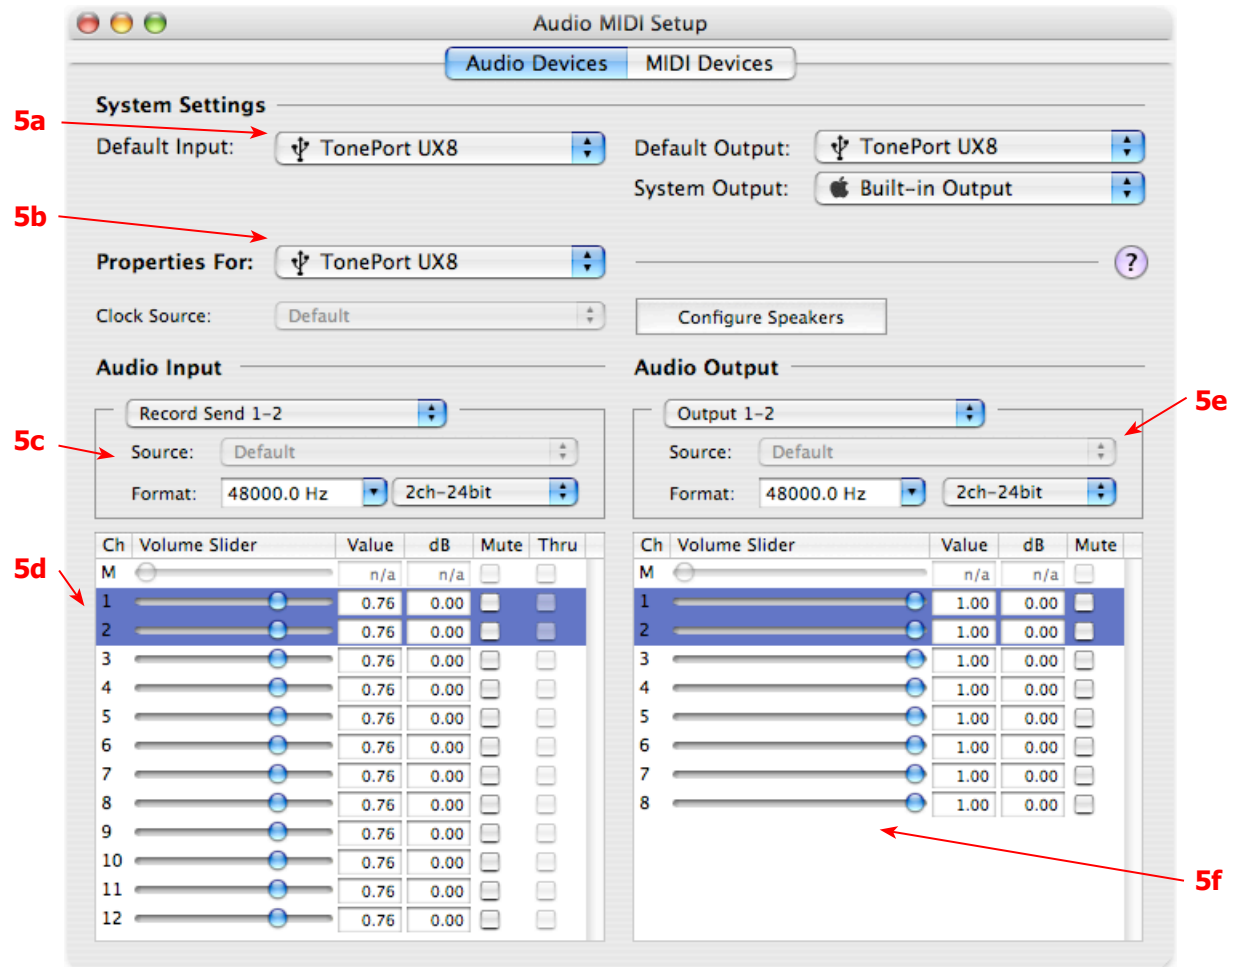 Audio MIDI Setup
Audio Devices MIDI Devices
System Settings
5a
Default Input: TonePort UX8 Default Output: TonePort UX8
System Output: Built-in Output
5b
Properties For: TonePort UX8 ?
Clock Source: Default Configure Speakers
Audio Input Audio Output
Record Send 1-2 Output 1-2 5e
5c Source: Default Source: Default
Format: 48000.0 Hz 2ch-24bit Format: 48000.0 Hz 2ch-24bit
Ch Volume Slider Value dB Mute Thru Ch Volume Slider Value dB Mute
5d M n/a n/a M n/a n/a
1 0.76 0.00 1 1.00 0.00
2 0.76 0.00 2 1.00 0.00
3 0.76 0.00 3 1.00 0.00
4 0.76 0.00 4 1.00 0.00
5 0.76 0.00 5 1.00 0.00
6 0.76 0.00 6 1.00 0.00
7 0.76 0.00 7 1.00 0.00
8 0.76 0.00 8 1.00 0.00
9 0.76 0.00
10 0.76 0.00
11 0.76 0.00 5f
12 0.76 0.00